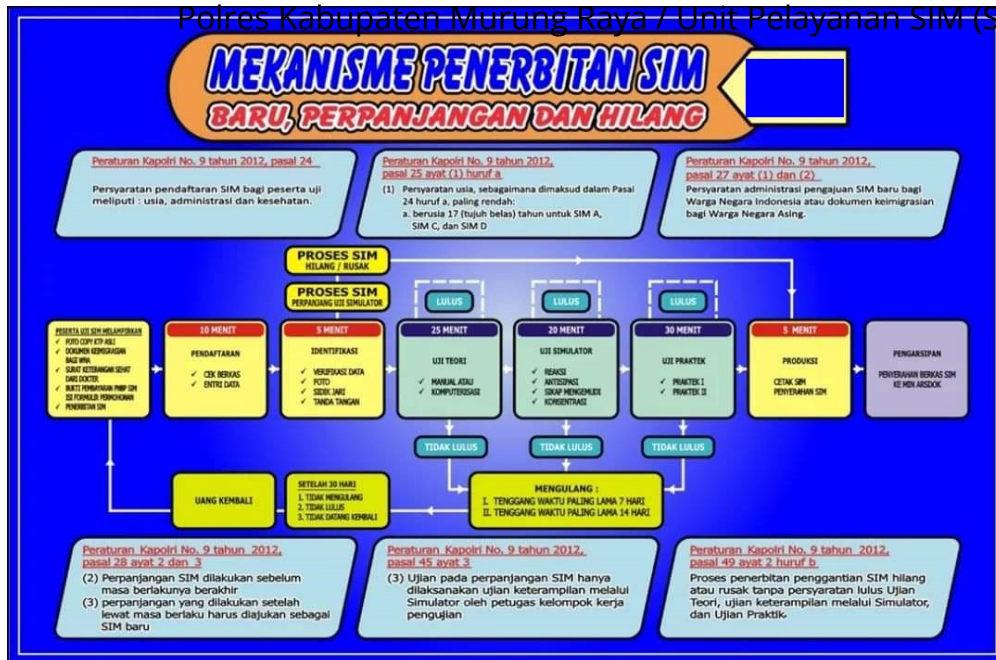 Polres Kabupaten Murung Raya / Unit Pelayanan SIM (S
MEKANISME PENERBITAN SIM
BARU, PERPANJANGAN DAN HILANG
Peraturan Kapolri No. 9 tahun 2012, pasal 24
Persyaratan pendaftaran SIM bagi peserta uji
meliputi : usia, administrasi dan kesehatan.
Peraturan Kapolri No. 9 tahun 2012,
pasal 25 ayat (1) huruf a
(1) Persyaratan usia, sebagaimana dimaksud dalam Pasal
24 huruf a, paling rendah:
a. berusia 17 (tujuh belas) tahun untuk SIM A,
SIM C, dan SIM D
Peraturan Kapolri No. 9 tahun 2012,
pasal 27 ayat (1) dan (2)
Persyaratan administrasi pengajuan SIM baru bagi
Warga Negara Indonesia atau dokumen keimigrasian
bagi Warga Negara Asing.
PROSES SIM
HILANG / RUSAK
PROSES SIM
PERPANJANG UJI SIMULATOR
LULUS
LULUS
LULUS
PESERTA UJI SIM MELAMPIRKAN
✓ FOTO COPY KTP ASLI
✓ DOKUMEN KEIMIGRASIAN
BAGI WNA
✓ SURAT KETERANGAN SEHAT
DARI DOKTER
✓ BUKTI PEMBAYARAN PNBP SIM
ISI FORMULIR PERMOHONAN
✓ PENERBITAN SIM
10 MENIT
PENDAFTARAN
✓ CEK BERKAS
✓ ENTRI DATA
5 MENIT
IDENTIFIKASI
✓ VERIFIKASI DATA
✓ FOTO
✓ SIDIK JARI
✓ TANDA TANGAN
25 MENIT
UJI TEORI
✓ MANUAL ATAU
✓ KOMPUTERISASI
20 MENIT
UJI SIMULATOR
✓ REAKSI
✓ ANTISIPASI
✓ SIKAP MENGEMUDI
✓ KONSENTRASI
30 MENIT
UJI PRAKTEK
✓ PRAKTEK I
✓ PRAKTEK II
5 MENIT
PRODUKSI
CETAK SIM
PENYERAHAN SIM
PENGARSIPAN
PENYERAHAN BERKAS SIM
KE MIN ARSDOK
TIDAK LULUS
TIDAK LULUS
TIDAK LULUS
UANG KEMBALI
SETELAH 30 HARI
1. TIDAK MENGULANG
2. TIDAK LULUS
3. TIDAK DATANG KEMBALI
MENGULANG :
I. TENGGANG WAKTU PALING LAMA 7 HARI
II. TENGGANG WAKTU PALING LAMA 14 HARI
Peraturan Kapolri No. 9 tahun 2012,
pasal 28 ayat 2 dan 3
(2) Perpanjangan SIM dilakukan sebelum
masa berlakunya berakhir
(3) perpanjangan yang dilakukan setelah
lewat masa berlaku harus diajukan sebagai
SIM baru
Peraturan Kapolri No. 9 tahun 2012,
pasal 45 ayat 3
(3) Ujian pada perpanjangan SIM hanya
dilaksanakan ujian keterampilan melalui
Simulator oleh petugas kelompok kerja
pengujian
Peraturan Kapolri No. 9 tahun 2012,
pasal 49 ayat 2 huruf b
Proses penerbitan penggantian SIM hilang
atau rusak tanpa persyaratan lulus Ujian
Teori, ujian keterampilan melalui Simulator,
dan Ujian Praktik.